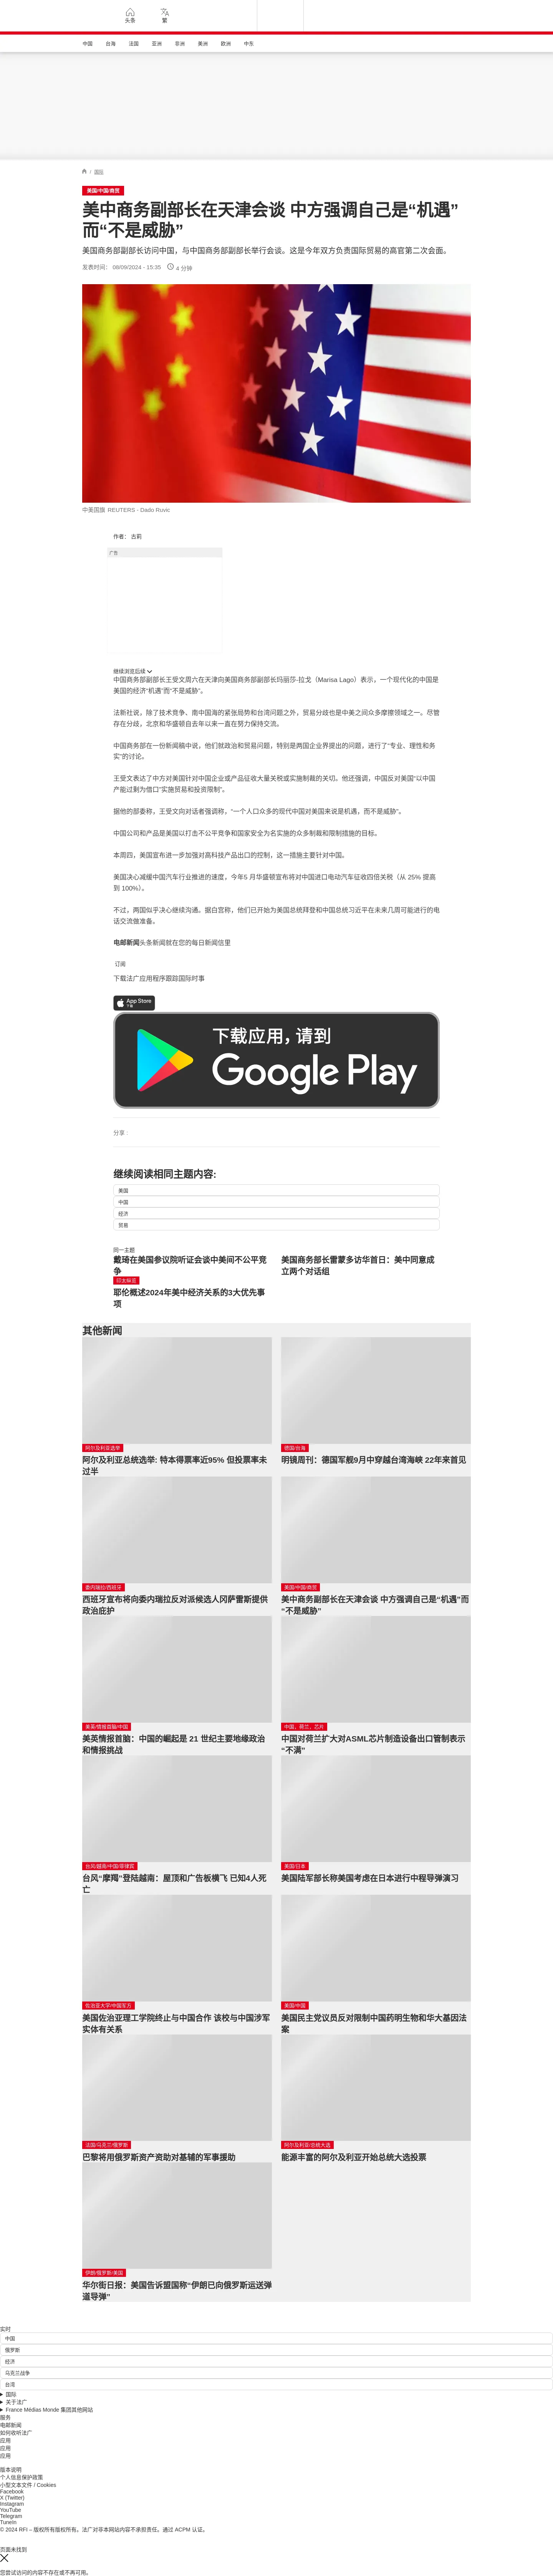 头条
繁
中国 台海 法国 亚洲 非洲 美洲 欧洲 中东
国际
美国/中国/商贸
美中商务副部长在天津会谈 中方强调自己是“机遇”
而“不是威胁”
美国商务部副部长访问中国，与中国商务部副部长举行会谈。这是今年双方负责国际贸易的高官第二次会面。
发表时间： 08/09/2024 - 15:35 4 分钟
中美国旗 REUTERS - Dado Ruvic
作者： 古莉
广告
继续浏览后续
中国商务部副部长王受文周六在天津向美国商务部副部长玛丽莎-拉戈（Marisa Lago）表示，一个现代化的中国是
美国的经济“机遇”而“不是威胁”。
法新社说，除了技术竞争、南中国海的紧张局势和台湾问题之外，贸易分歧也是中美之间众多摩擦领域之一。尽管
存在分歧，北京和华盛顿自去年以来一直在努力保持交流。
中国商务部在一份新闻稿中说，他们就政治和贸易问题，特别是两国企业界提出的问题，进行了“专业、理性和务
实”的讨论。
王受文表达了中方对美国针对中国企业或产品征收大量关税或实施制裁的关切。他还强调，中国反对美国“以中国
产能过剩为借口”实施贸易和投资限制”。
据他的部委称，王受文向对话者强调称，“一个人口众多的现代中国对美国来说是机遇，而不是威胁”。
中国公司和产品是美国以打击不公平竞争和国家安全为名实施的众多制裁和限制措施的目标。
本周四，美国宣布进一步加强对高科技产品出口的控制，这一措施主要针对中国。
美国决心减缓中国汽车行业推进的速度，今年5 月华盛顿宣布将对中国进口电动汽车征收四倍关税（从 25% 提高
到 100%）。
不过，两国似乎决心继续沟通。据白宫称，他们已开始为美国总统拜登和中国总统习近平在未来几周可能进行的电
话交流做准备。
电邮新闻头条新闻就在您的每日新闻信里
订阅
下载法广应用程序跟踪国际时事
App Store
下载
下载应用，请到
Google Play
分享 :
继续阅读相同主题内容:
美国
中国
经济
贸易
同一主题
戴琦在美国参议院听证会谈中美间不公平竞
争
美国商务部长雷蒙多访华首日：美中同意成
立两个对话组
印太纵览
耶伦概述2024年美中经济关系的3大优先事
项
其他新闻
阿尔及利亚选举
阿尔及利亚总统选举: 特本得票率近95% 但投票率未
过半
德国/台海
明镜周刊：德国军舰9月中穿越台湾海峡 22年来首见
委内瑞拉/西班牙
西班牙宣布将向委内瑞拉反对派候选人冈萨雷斯提供
政治庇护
美国/中国/商贸
美中商务副部长在天津会谈 中方强调自己是“机遇”而
“不是威胁”
美英/情报首脑/中国
美英情报首脑：中国的崛起是 21 世纪主要地缘政治
和情报挑战
中国，荷兰，芯片
中国对荷兰扩大对ASML芯片制造设备出口管制表示
“不满”
台风/越南/中国/菲律宾
台风“摩羯”登陆越南：屋顶和广告板横飞 已知4人死
亡
美国/日本
美国陆军部长称美国考虑在日本进行中程导弹演习
佐治亚大学/中国军方
美国佐治亚理工学院终止与中国合作 该校与中国涉军
实体有关系
美国/中国
美国民主党议员反对限制中国药明生物和华大基因法
案
法国/乌克兰/俄罗斯
巴黎将用俄罗斯资产资助对基辅的军事援助
阿尔及利亚/总统大选
能源丰富的阿尔及利亚开始总统大选投票
伊朗/俄罗斯/美国
华尔街日报：美国告诉盟国称“伊朗已向俄罗斯运送弹
道导弹”
实时
中国
俄罗斯
经济
乌克兰战争
台湾
国际
关于法广
France Médias Monde 集团其他网站
服务
电邮新闻
如何收听法广
应用
应用
应用
版本说明
个人信息保护政策
小型文本文件 / Cookies
Facebook
X (Twitter)
Instagram
YouTube
Telegram
TuneIn
© 2024 RFI – 版权所有版权所有。法广对非本网站内容不承担责任。通过 ACPM 认证。
页面未找到
您尝试访问的内容不存在或不再可用。